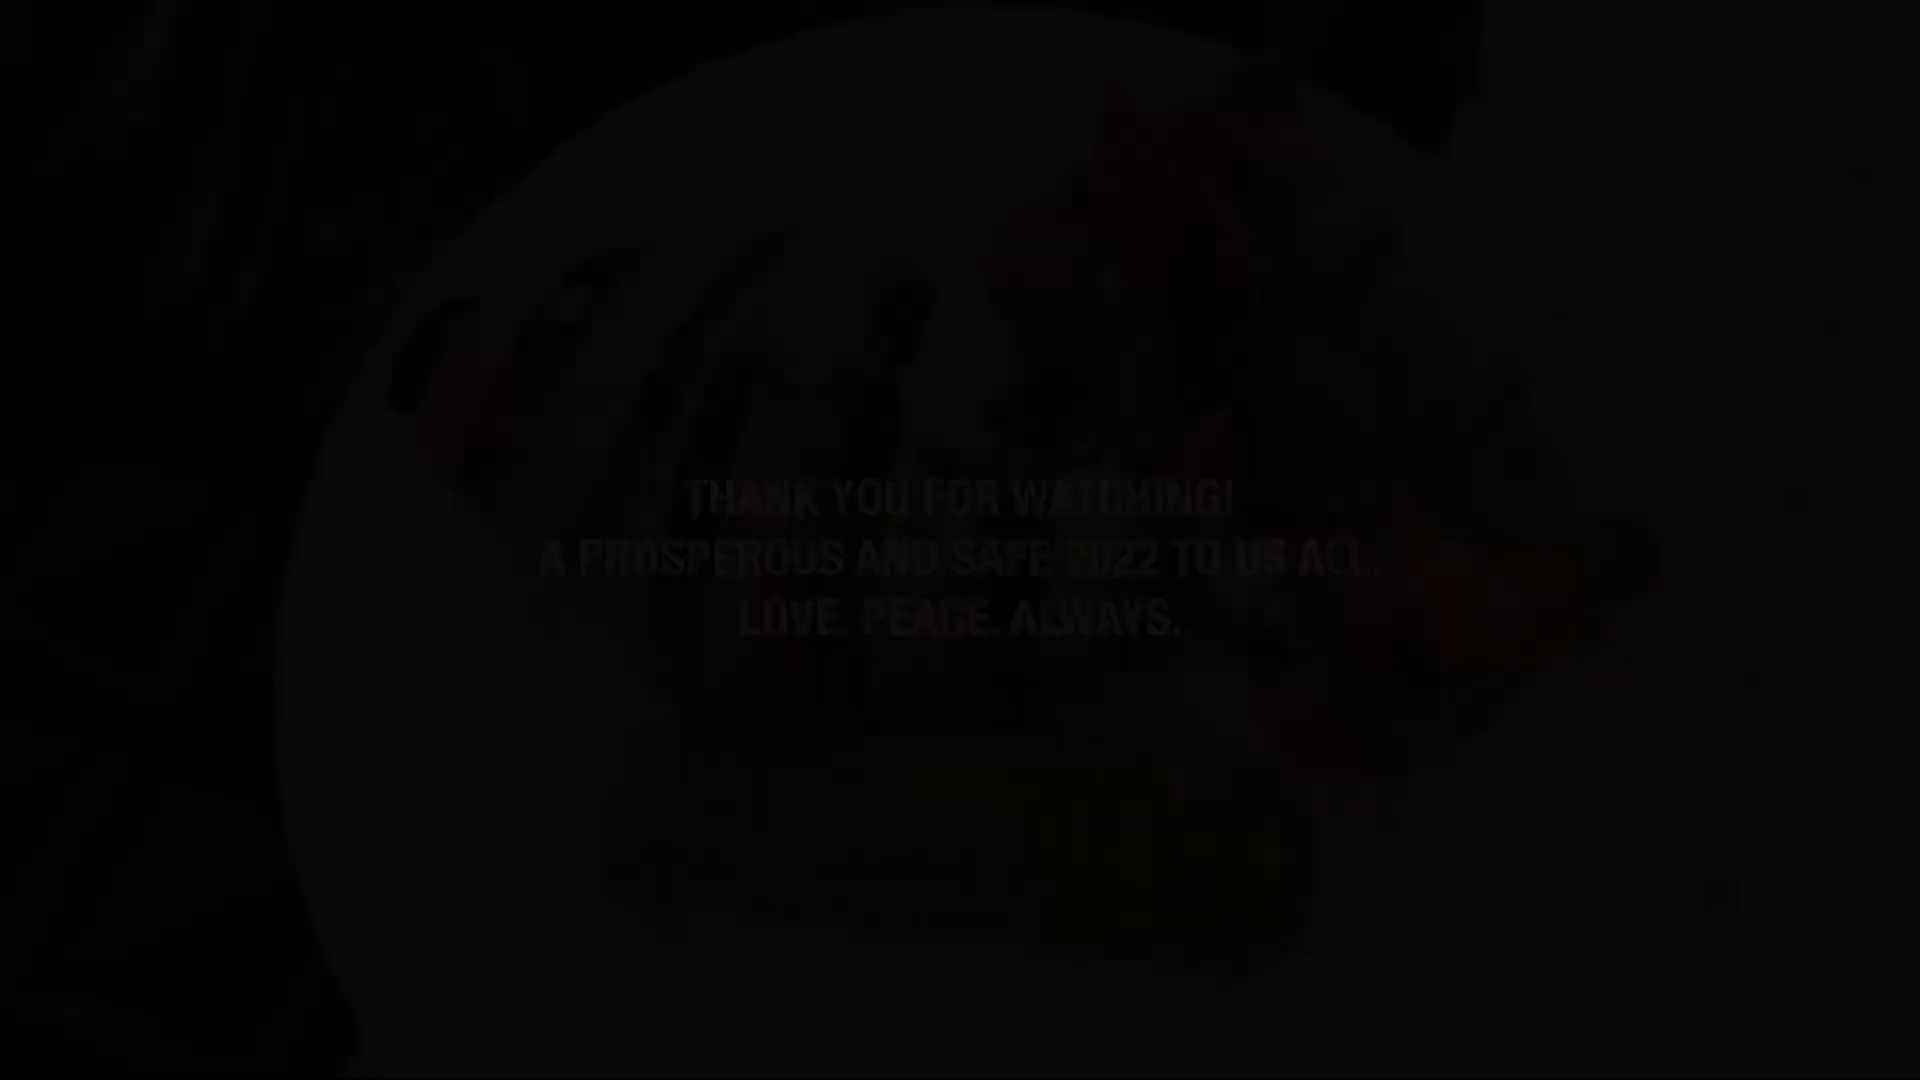 THANK YOU FOR WATCHING!
A PROSPEROUS AND SAFE 2022 TO US ALL.
LOVE. PEACE. ALWAYS.